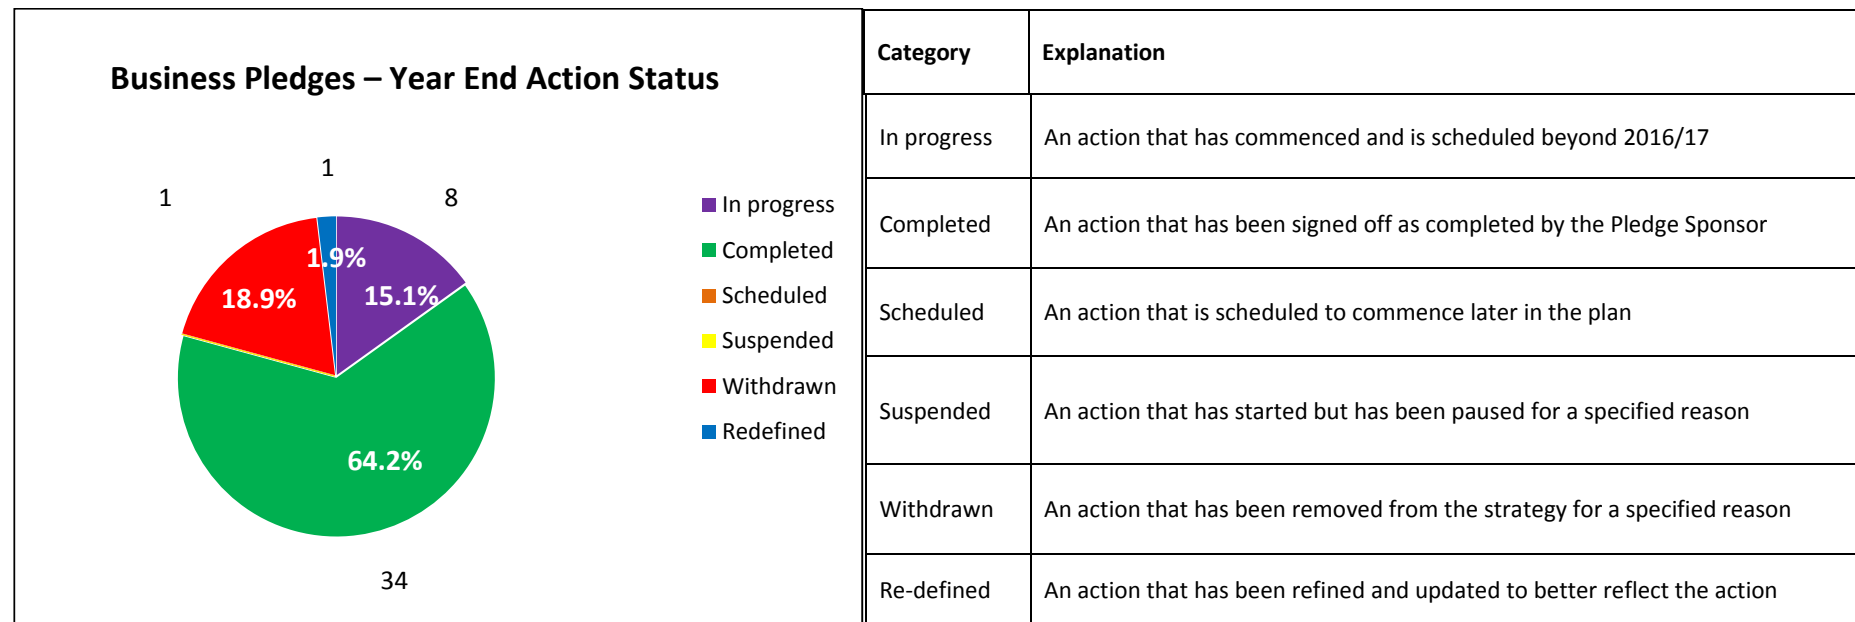 Business Pledges – Year End Action Status
1
1
8
1.9%
18.9%
15.1%
64.2%
34
In progress
Completed
Scheduled
Suspended
Withdrawn
Redefined
Category Explanation
In progress An action that has commenced and is scheduled beyond 2016/17
Completed An action that has been signed off as completed by the Pledge Sponsor
Scheduled An action that is scheduled to commence later in the plan
Suspended An action that has started but has been paused for a specified reason
Withdrawn An action that has been removed from the strategy for a specified reason
Re-defined An action that has been refined and updated to better reflect the action